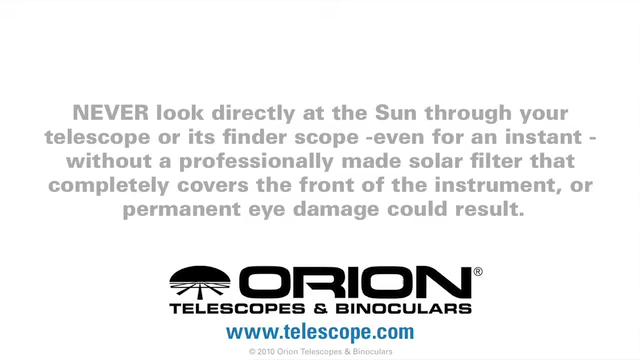 NEVER look directly at the Sun through your
telescope or its finder scope -even for an instant -
without a professionally made solar filter that
completely covers the front of the instrument, or
permanent eye damage could result.
ORION®
TELESCOPES & BINOCULARS
www.telescope.com
© 2010 Orion Telescopes & Binoculars